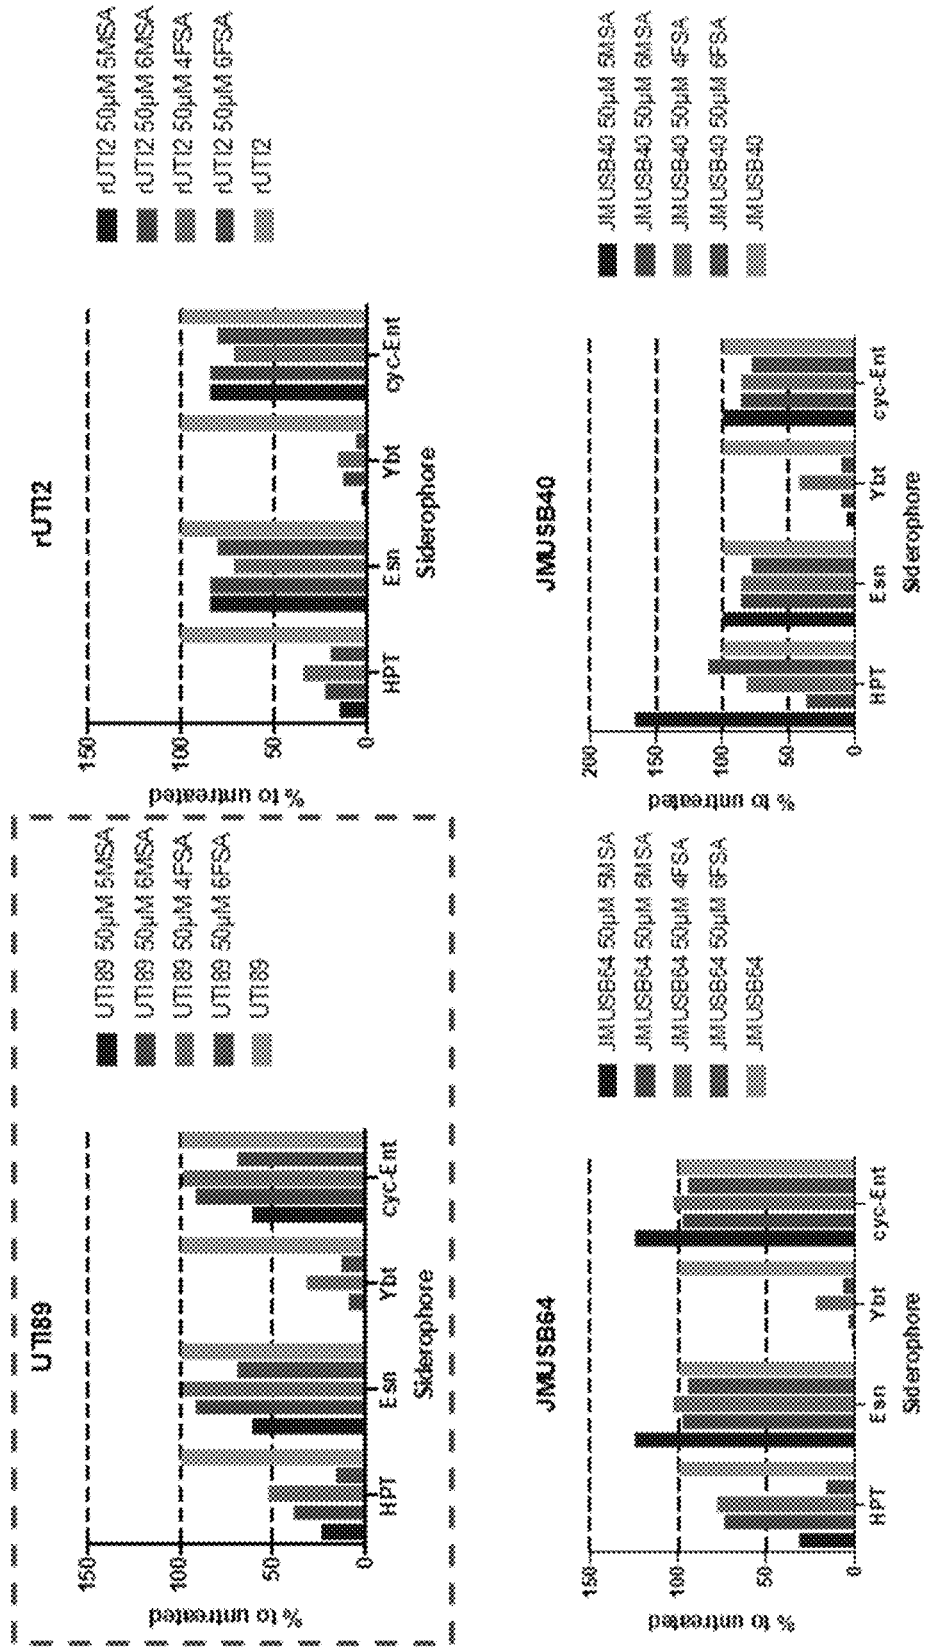 UTI89
% to untreated
150
100
50
0
HPT
Esn
Ybt
cyc-Ent
Siderophore
UTI89 50µM 5MSA
UTI89 50µM 6MSA
UTI89 50µM 4FSA
UTI89 50µM 6FSA
UTI89
rUTI2
% to untreated
150
100
50
0
HPT
Esn
Ybt
cyc-Ent
Siderophore
rUTI2 50µM 5MSA
rUTI2 50µM 6MSA
rUTI2 50µM 4FSA
rUTI2 50µM 6FSA
rUTI2
JMUSB64
% to untreated
150
100
50
0
HPT
Esn
Ybt
cyc-Ent
Siderophore
JMUSB64 50µM 5MSA
JMUSB64 50µM 6MSA
JMUSB64 50µM 4FSA
JMUSB64 50µM 6FSA
JMUSB64
JMUSB40
% to untreated
200
150
100
50
0
HPT
Esn
Ybt
cyc-Ent
Siderophore
JMUSB40 50µM 5MSA
JMUSB40 50µM 6MSA
JMUSB40 50µM 4FSA
JMUSB40 50µM 6FSA
JMUSB40